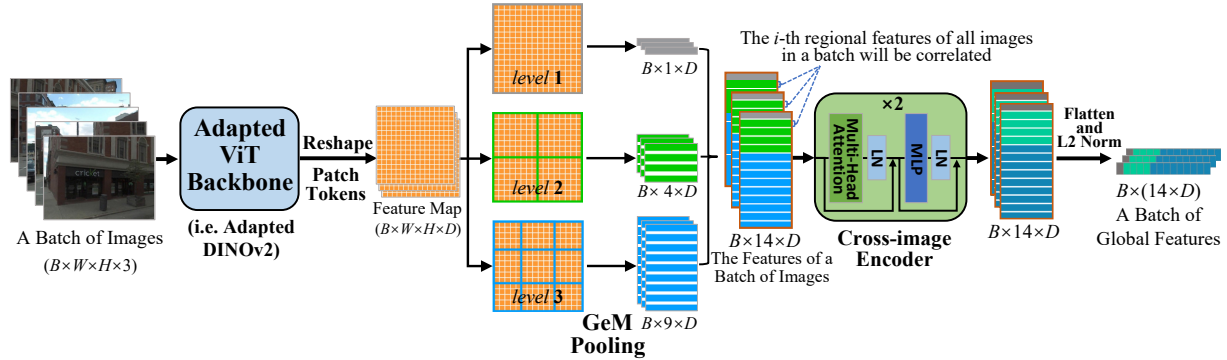 cricket
A Batch of Images
(B×W×H×3)
Adapted
ViT
Backbone
(i.e. Adapted
DINOv2)
Reshape
Patch
Tokens
Feature Map
(B×W×H×D)
level 1
level 2
level 3
GeM
Pooling
B×1×D
B× 4×D
B×9×D
The i-th regional features of all images
in a batch will be correlated
B×14×D
The Features of a
Batch of Images
×2
Multi-Head
Attention
LN
MLP
LN
Cross-image
Encoder
B×14×D
Flatten
and
L2 Norm
B×(14×D)
A Batch of
Global Features